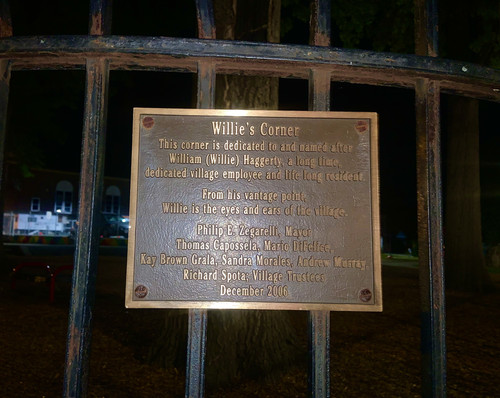 Willie's Corner
This corner is dedicated to and named after
William (Willie) Haggerty, a long time,
dedicated village employee and life long resident.
From his vantage point,
Willie is the eyes and ears of the village.
Philip E. Zegarelli, Mayor
Thomas Capossela, Mario
Kay Brown Grala, Sandra Morales, Andrew Murray,
Richard Spota, Village Trustees
December 2006